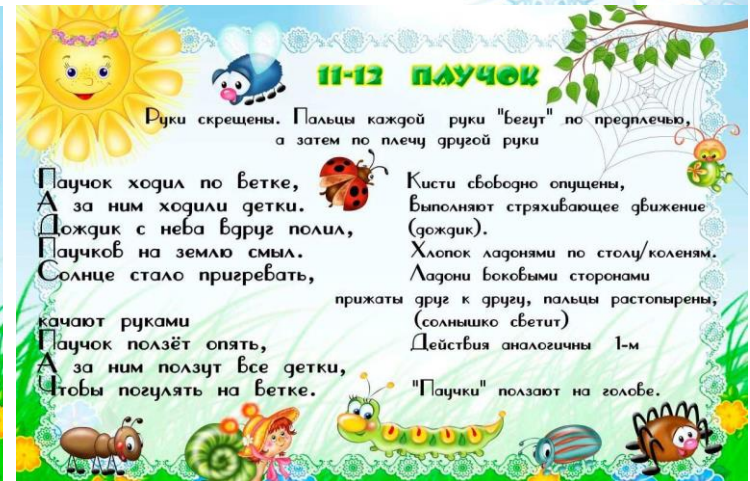 11-12 ПАУЧОК
Руки скрещены. Пальцы каждой руки "бегут" по предплечью,
а затем по плечу другой руки
Паучок ходил по ветке,
А за ним ходили детки.
Дождик с неба вдруг полил,
Паучков на землю смыл.
Солнце стало пригревать,
качают руками
Паучок ползёт опять,
А за ним ползут все детки,
Чтобы погулять на ветке.
Кисти свободно опущены,
Выполняют стряхивающее движение
(дождик).
Хлопок ладонями по столу/коленям.
Ладони боковыми сторонами
прижаты друг к другу, пальцы растопырены,
(солнышко светит)
Действия аналогичны 1-м
"Паучки" ползают на голове.